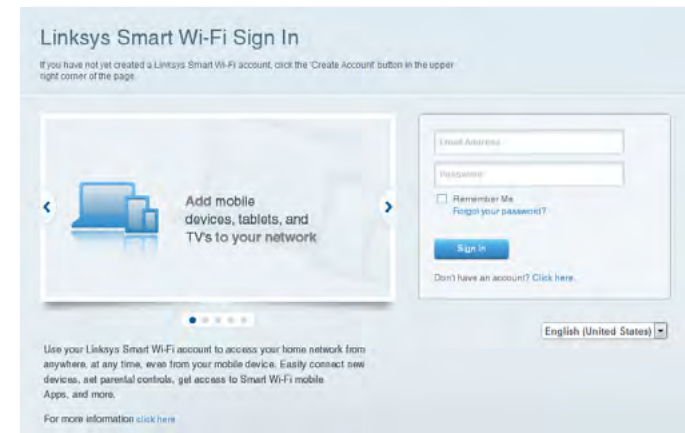 Linksys Smart Wi-Fi Sign In
If you have not yet created a Linksys Smart Wi-Fi account, click the 'Create Account' button in the upper
right corner of the page.
Add mobile
devices, tablets, and
TV's to your network
Email Address
Password
Remember Me
Forgot your password?
Sign in
Don't have an account? Click here.
English (United States)
Use your Linksys Smart Wi-Fi account to access your home network from
anywhere, at any time, even from your mobile device. Easily connect new
devices, set parental controls, get access to Smart Wi-Fi mobile
Apps, and more.
For more information click here